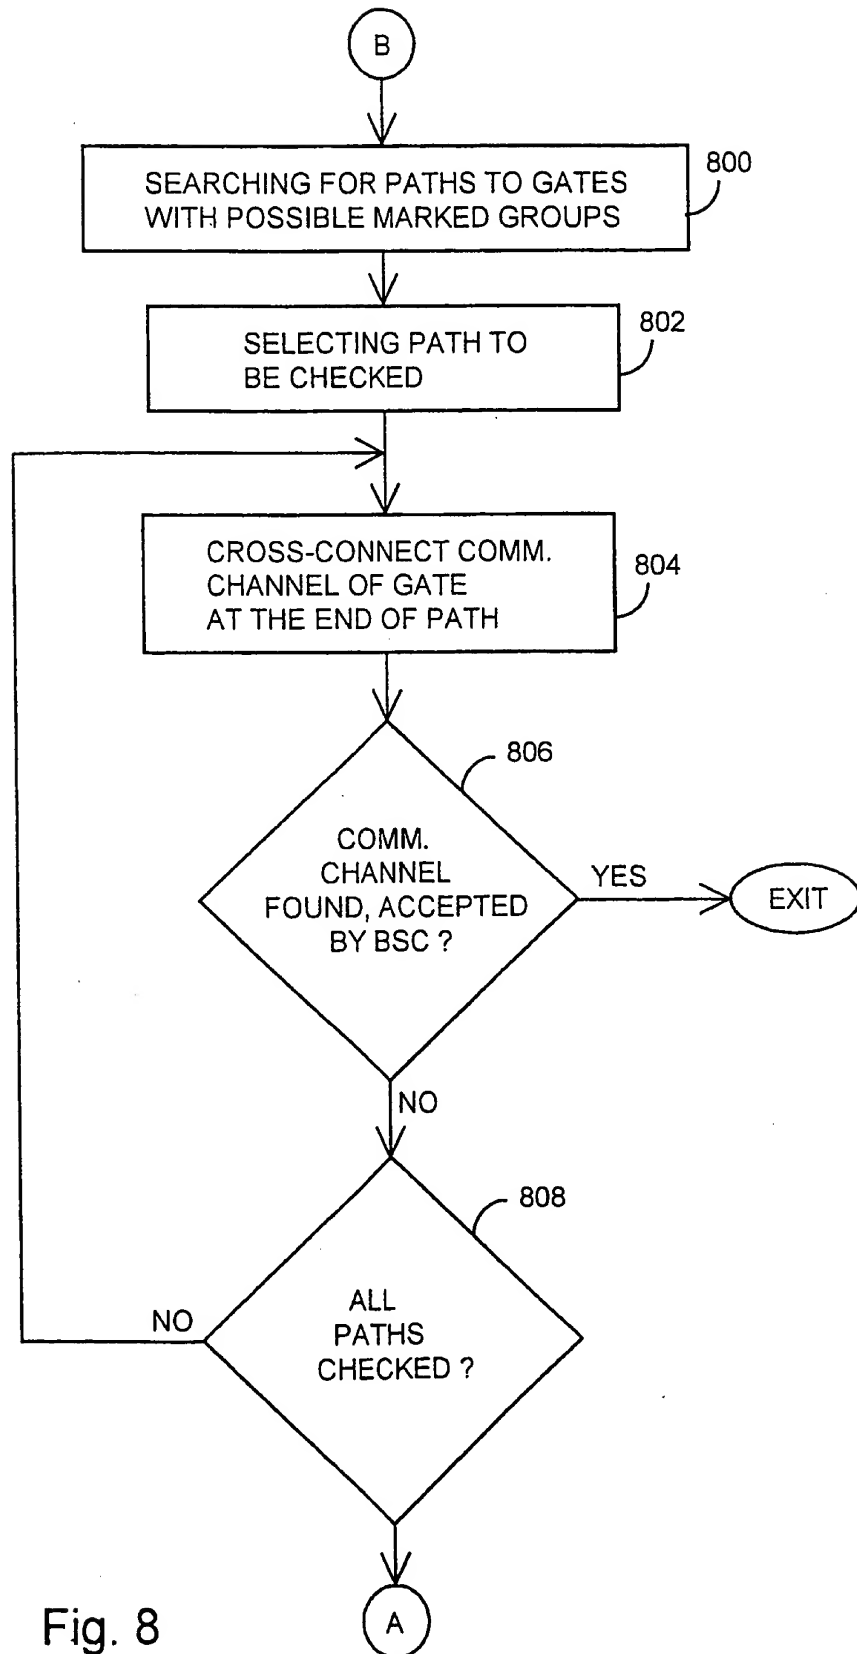 B
SEARCHING FOR PATHS TO GATES
WITH POSSIBLE MARKED GROUPS
800
SELECTING PATH TO
BE CHECKED
802
CROSS-CONNECT COMM.
CHANNEL OF GATE
AT THE END OF PATH
804
806
COMM.
CHANNEL
FOUND, ACCEPTED
BY BSC ?
YES
EXIT
NO
808
ALL
PATHS
CHECKED ?
NO
A
Fig. 8